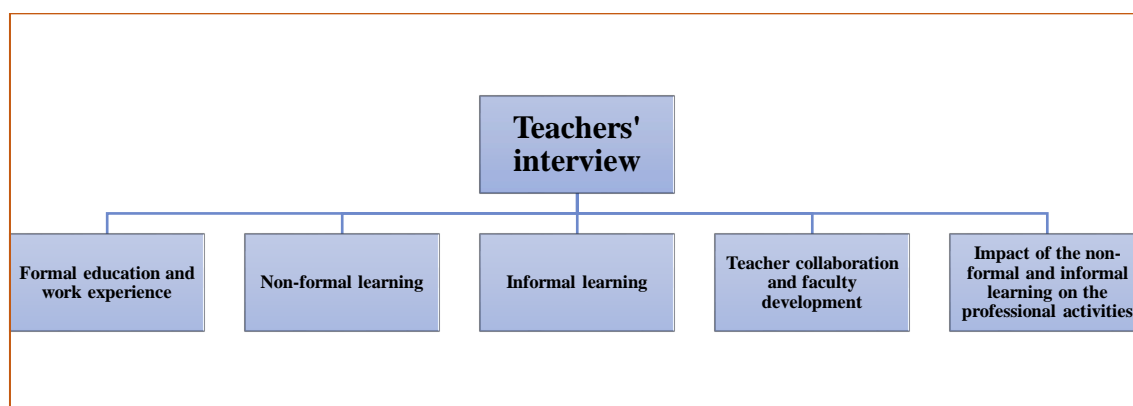 Teachers'
interview
Formal education and
work experience
Non-formal learning
Informal learning
Teacher collaboration
and faculty
development
Impact of the non-
formal and informal
learning on the
professional activities